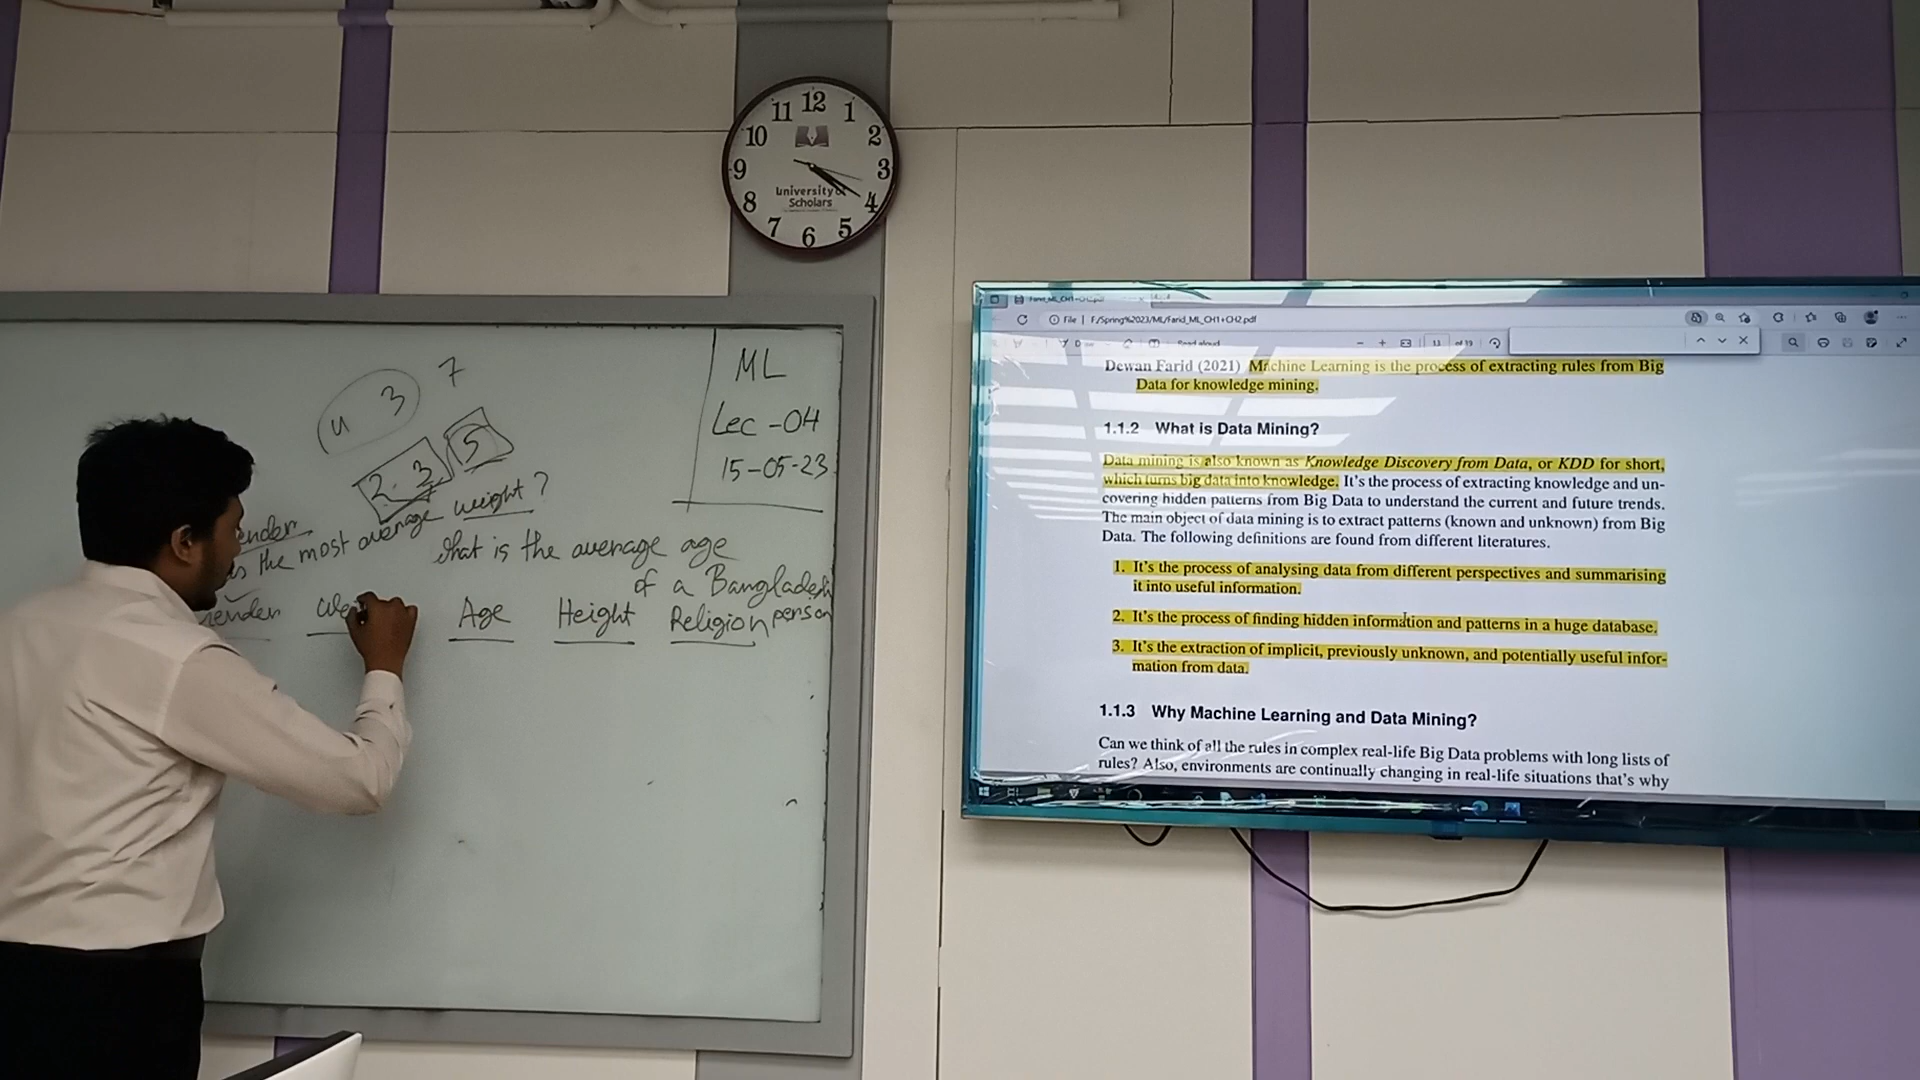 12
11 1
10 2
9 3
8 4
7 5
6
University of
Scholars
ML
Lec -04
15-05-23
4 3 7
2 3 5
is the most average weight?
what is the average age
of a Bangladeshi
person
Age Height Religion
File | F:/Spring%202023/ML/Farid_ML_CH1+CH2.pdf
Dewan Farid (2021) Machine Learning is the process of extracting rules from Big
Data for knowledge mining.
1.1.2 What is Data Mining?
Data mining is also known as Knowledge Discovery from Data, or KDD for short,
which turns big data into knowledge. It's the process of extracting knowledge and un-
covering hidden patterns from Big Data to understand the current and future trends.
The main object of data mining is to extract patterns (known and unknown) from Big
Data. The following definitions are found from different literatures.
1. It's the process of analysing data from different perspectives and summarising
it into useful information.
2. It's the process of finding hidden information and patterns in a huge database.
3. It's the extraction of implicit, previously unknown, and potentially useful infor-
mation from data.
1.1.3 Why Machine Learning and Data Mining?
Can we think of all the rules in complex real-life Big Data problems with long lists of
rules? Also, environments are continually changing in real-life situations that's why